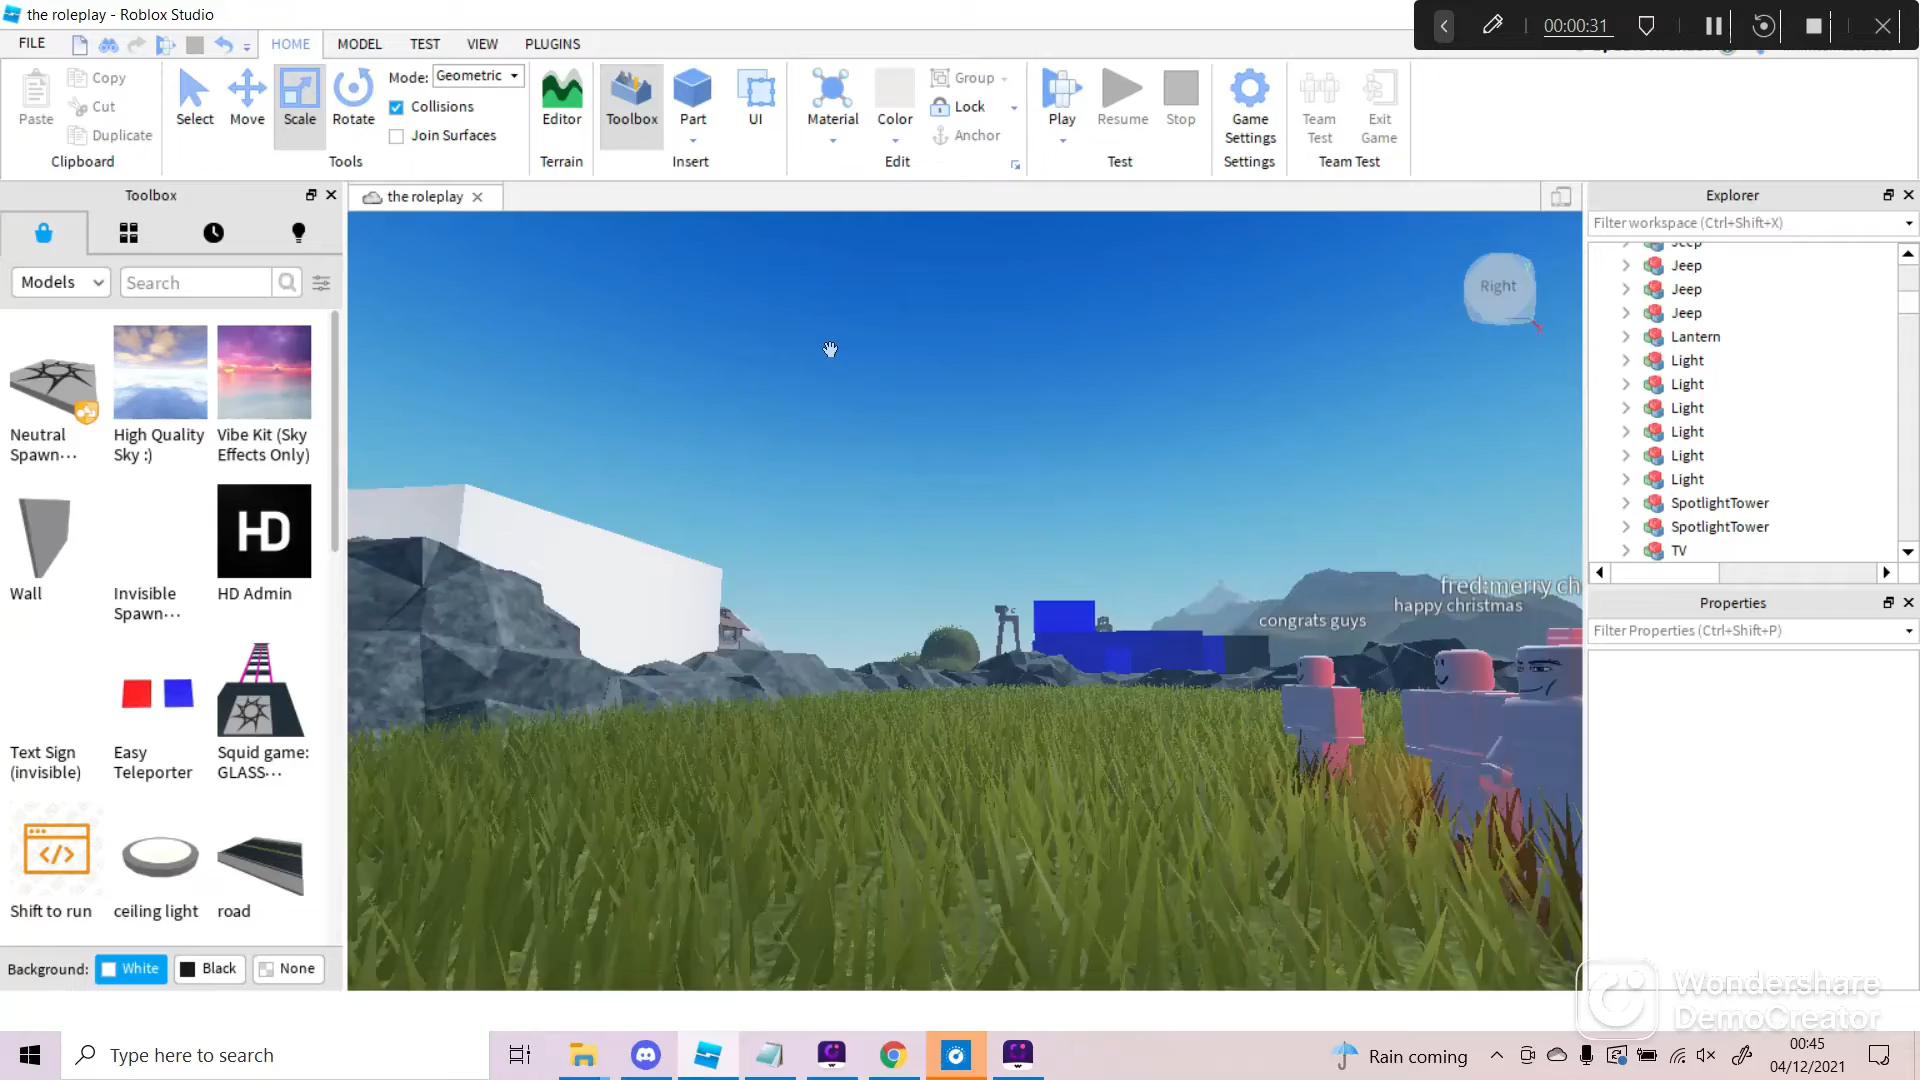 the roleplay - Roblox Studio
00:00:31
FILE
HOME
MODEL
TEST
VIEW
PLUGINS
Paste
Copy
Cut
Duplicate
Clipboard
Select
Move
Scale
Rotate
Mode: Geometric
Collisions
Join Surfaces
Tools
Editor
Terrain
Toolbox
Part
UI
Insert
Material
Color
Group
Lock
Anchor
Edit
Play
Resume
Stop
Test
Game
Settings
Settings
Team
Test
Exit
Game
Team Test
Toolbox
the roleplay
Explorer
Filter workspace (Ctrl+Shift+X)
Models
Search
Neutral
Spawn···
High Quality
Sky :)
Vibe Kit (Sky
Effects Only)
Wall
Invisible
Spawn···
HD
HD Admin
Text Sign
(invisible)
Easy
Teleporter
Squid game:
GLASS···
Shift to run
ceiling light
road
Background:
White
Black
None
Right
fred:merry ch
happy christmas
congrats guys
Jeep
Jeep
Jeep
Jeep
Lantern
Light
Light
Light
Light
Light
Light
SpotlightTower
SpotlightTower
TV
Properties
Filter Properties (Ctrl+Shift+P)
Wondershare
DemoCreator
Type here to search
Rain coming
00:45
04/12/2021